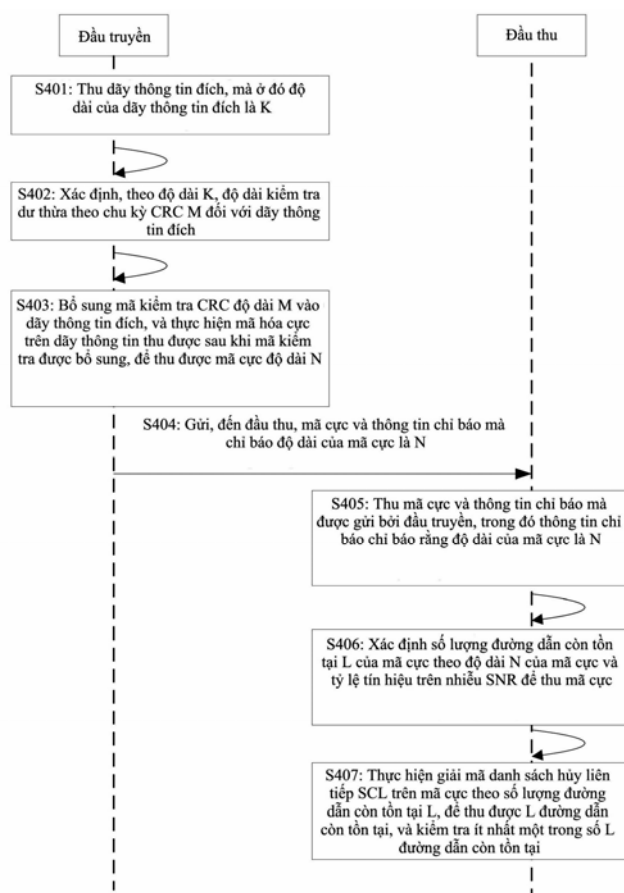 Đầu truyền
Đầu thu
S401: Thu dãy thông tin đích, mà ở đó độ
dài của dãy thông tin đích là K
S402: Xác định, theo độ dài K, độ dài kiểm tra
dư thừa theo chu kỳ CRC M đối với dãy thông
tin đích
S403: Bổ sung mã kiểm tra CRC độ dài M vào
dãy thông tin đích, và thực hiện mã hóa cực
trên dãy thông tin thu được sau khi mã kiểm
tra được bổ sung, để thu được mã cực độ dài N
S404: Gửi, đến đầu thu, mã cực và thông tin chỉ báo mà
chỉ báo độ dài của mã cực là N
S405: Thu mã cực và thông tin chỉ báo mà
được gửi bởi đầu truyền, trong đó thông tin chỉ
báo chỉ báo rằng độ dài của mã cực là N
S406: Xác định số lượng đường dẫn còn tồn
tại L của mã cực theo độ dài N của mã cực và
tỷ lệ tín hiệu trên nhiễu SNR để thu mã cực
S407: Thực hiện giải mã danh sách hủy liên
tiếp SCL trên mã cực theo số lượng đường
dẫn còn tồn tại L, để thu được L đường dẫn
còn tồn tại, và kiểm tra ít nhất một trong số L
đường dẫn còn tồn tại